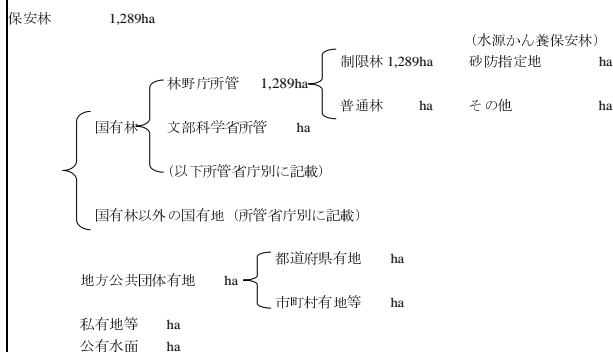 保安林 1,289ha
（水源かん養保安林）
制限林 1,289ha 砂防指定地 ha
林野庁所管 1,289ha
普通林 ha その他 ha
国有林 文部科学省所管 ha
（以下所管省庁別に記載）
国有林以外の国有地（所管省庁別に記載）
都道府県有地 ha
地方公共団体有地 ha
市町村有地等 ha
私有地等 ha
公有水面 ha